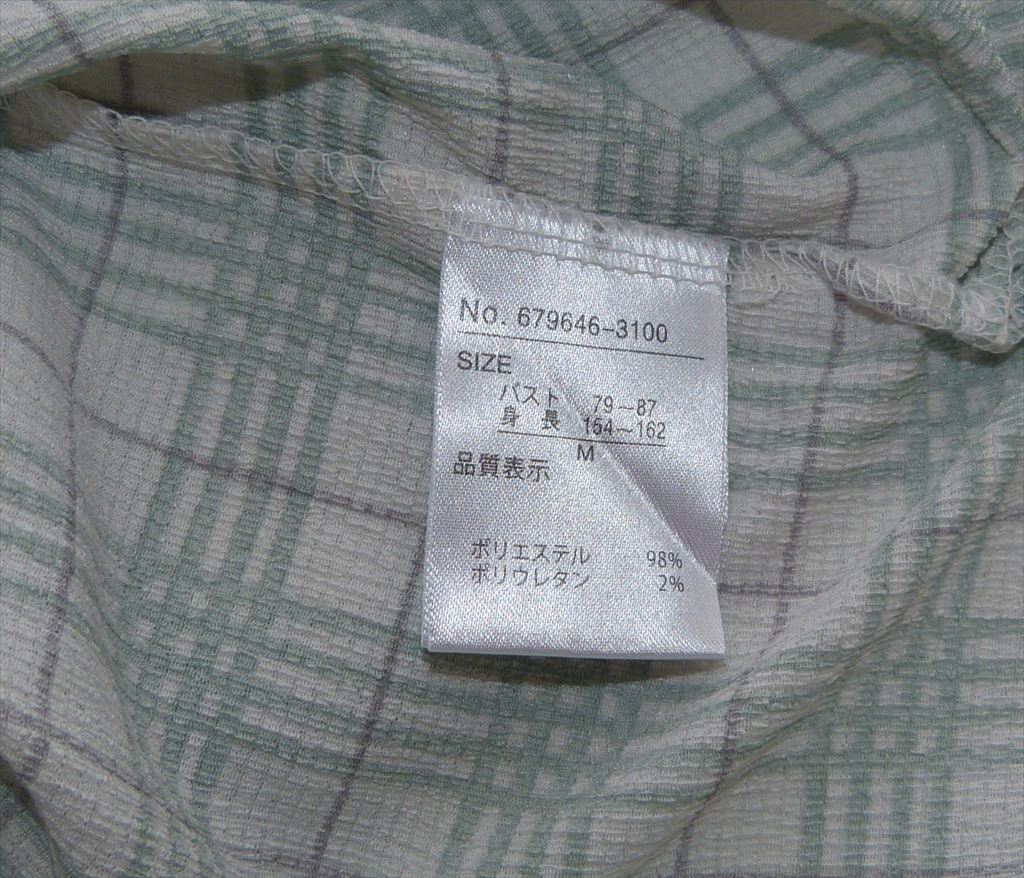 No. 679646-3100
SIZE
バスト 79-87
身長 154~162
M
品質表示
ポリエステル 98%
ポリウレタン 2%